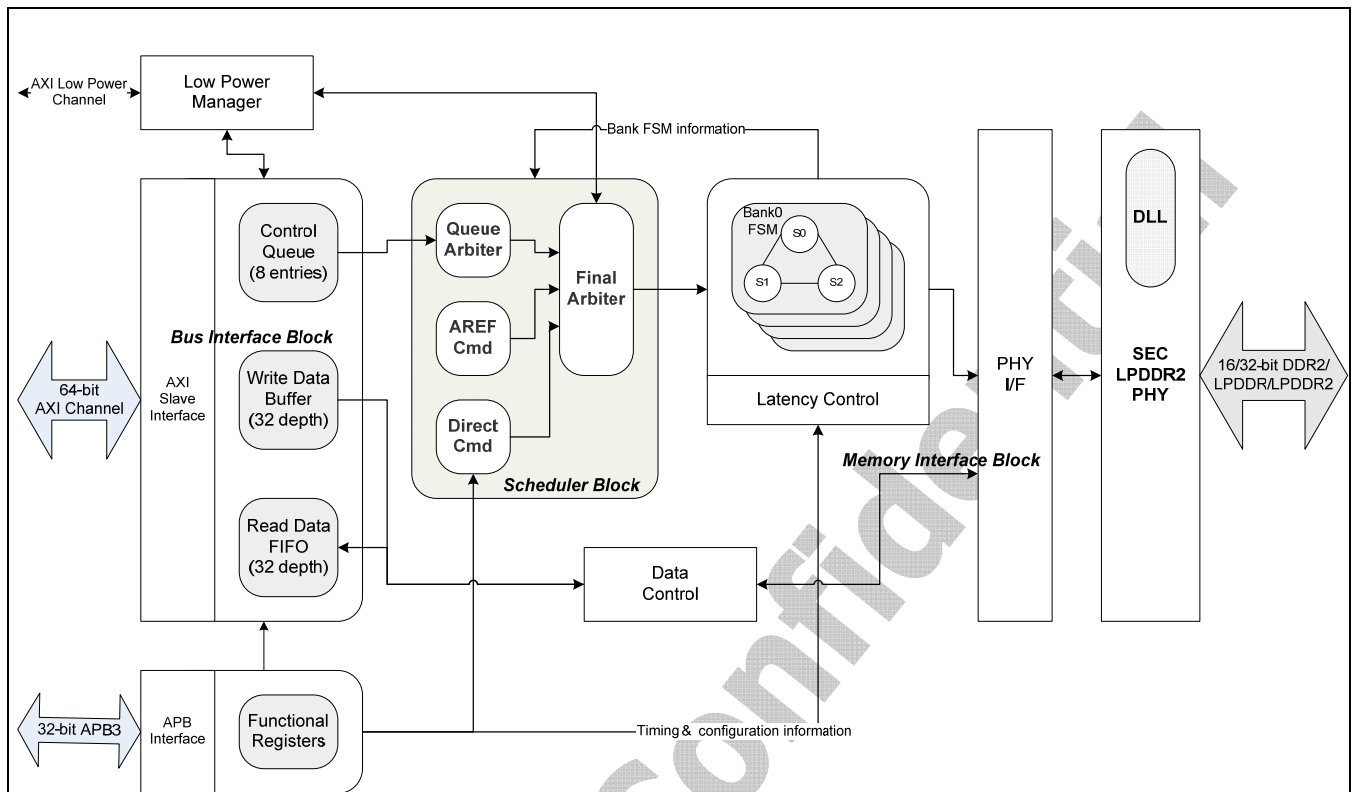 AXI Low Power
Channel
Low Power
Manager
Bank FSM information
Control
Queue
(8 entries)
Queue
Arbiter
Final
Arbiter
Bank0
FSM
S0
S1
S2
DLL
AREF
Cmd
Bus Interface Block
64-bit
AXI Channel
AXI
Slave
Interface
Write Data
Buffer
(32 depth)
PHY
I/F
SEC
LPDDR2
PHY
16/32-bit DDR2/
LPDDR/LPDDR2
Latency Control
Direct
Cmd
Memory Interface Block
Scheduler Block
Read Data
FIFO
(32 depth)
Data
Control
32-bit APB3
APB
Interface
Functional
Registers
Timing & configuration information
Confidential